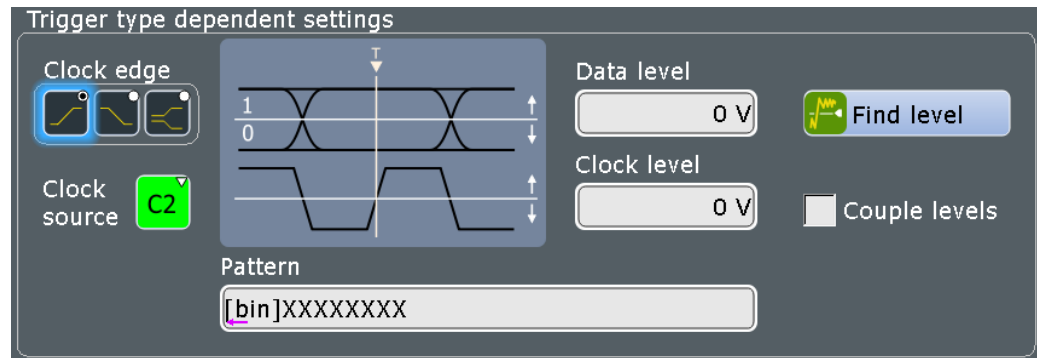 Trigger type dependent settings
Clock edge
T
1
0
Data level
0 V
Find level
Clock level
0 V
Clock
source
C2
Couple levels
Pattern
[bin]XXXXXXXX